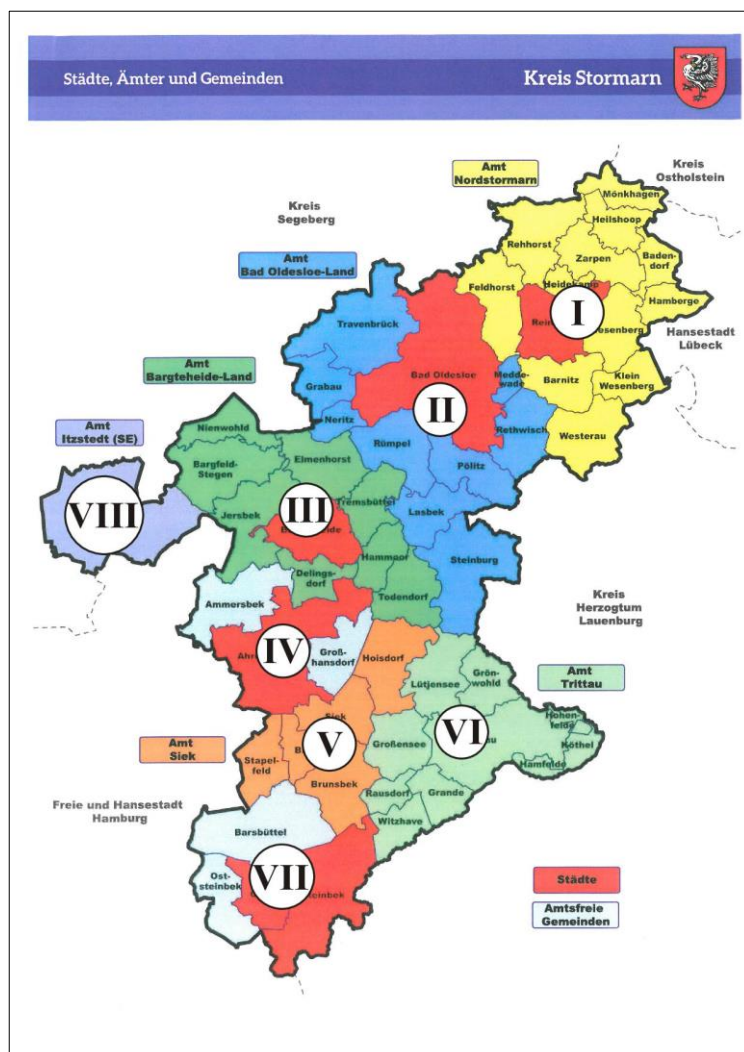 Städte, Ämter und Gemeinden
Kreis Stormarn
Amt
Nordstormarn
Kreis
Ostholstein
Mönkhagen
Kreis
Segeberg
Heilshoop
Rehhorst
Zarpen
Baden-
dorf
Amt
Bad Oldesloe-Land
Feldhorst
Heidekamp
Hamberge
I
Travenbrück
Hansestadt
Lübeck
Amt
Bargteheide-Land
Bad Oldesloe
Medde-
wade
Barnitz
Klein
Wesenberg
Grabau
II
Amt
Itzstedt (SE)
Nienwohld
Neritz
Rethwisch
Westerau
Rümpel
Elmenhorst
Bargfeld-
Stegen
Pölitz
VIII
III
Tremsbüttel
Jersbek
Lasbek
Hammoor
Steinburg
Delings-
dorf
Ammersbek
Todendorf
Kreis
Herzogtum
Lauenburg
IV
Groß-
hansdorf
Hoisdorf
Grön-
wohld
Lütjensee
Amt
Trittau
Siek
Hohen-
felde
Amt
Siek
V
Großensee
VI
Köthel
Stapel-
feld
Hamfelde
Brunsbek
Rausdorf
Grande
Freie und Hansestadt
Hamburg
Witzhave
Barsbüttel
Ost-
steinbek
VII
Städte
Amtsfreie
Gemeinden